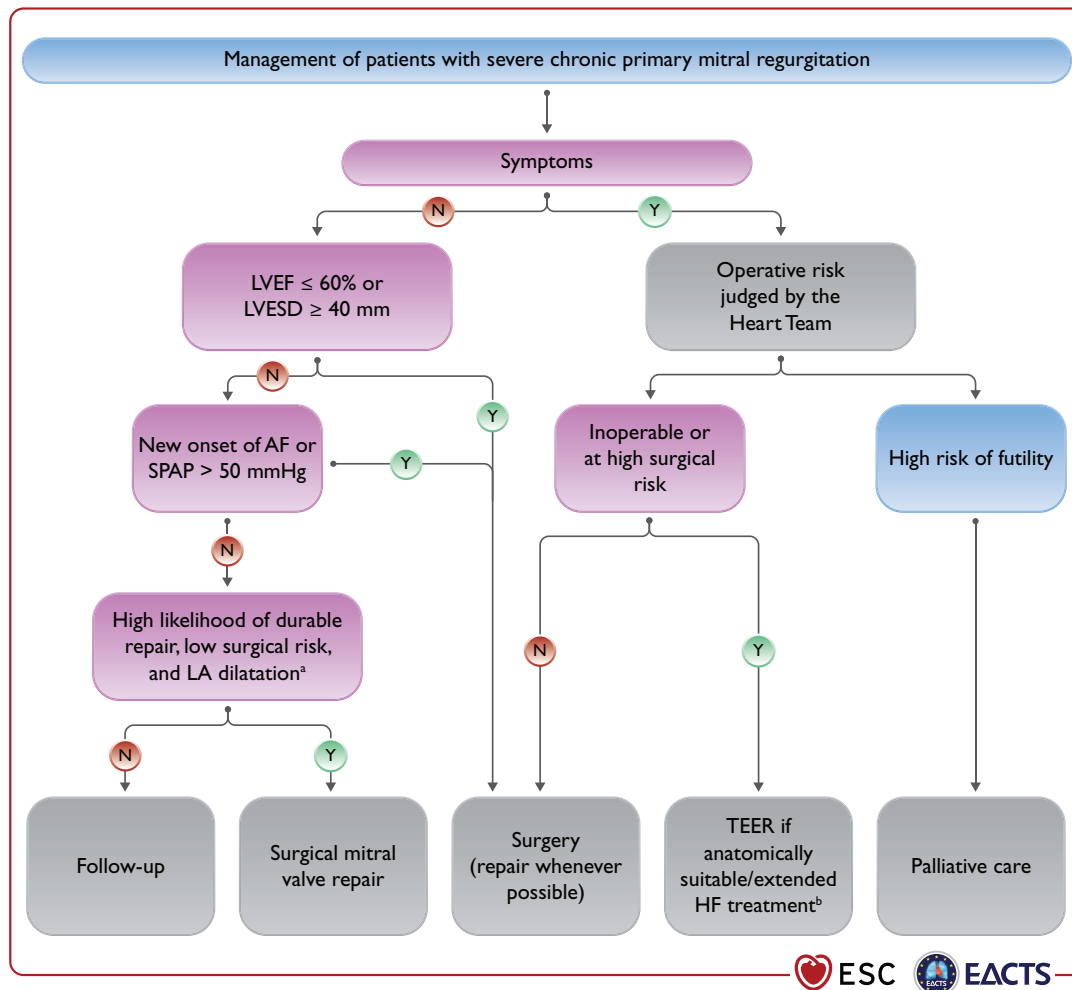 Management of patients with severe chronic primary mitral regurgitation
Symptoms
N
Y
LVEF ≤ 60% or
LVESD ≥ 40 mm
Operative risk
judged by the
Heart Team
N
Y
New onset of AF or
SPAP > 50 mmHg
Y
Inoperable or
at high surgical
risk
High risk of futility
N
High likelihood of durable
repair, low surgical risk,
and LA dilatationᵃ
N
Y
N
Y
Follow-up
Surgical mitral
valve repair
Surgery
(repair whenever
possible)
TEER if
anatomically
suitable/extended
HF treatmentᵇ
Palliative care
ESC
EACTS
EACTS